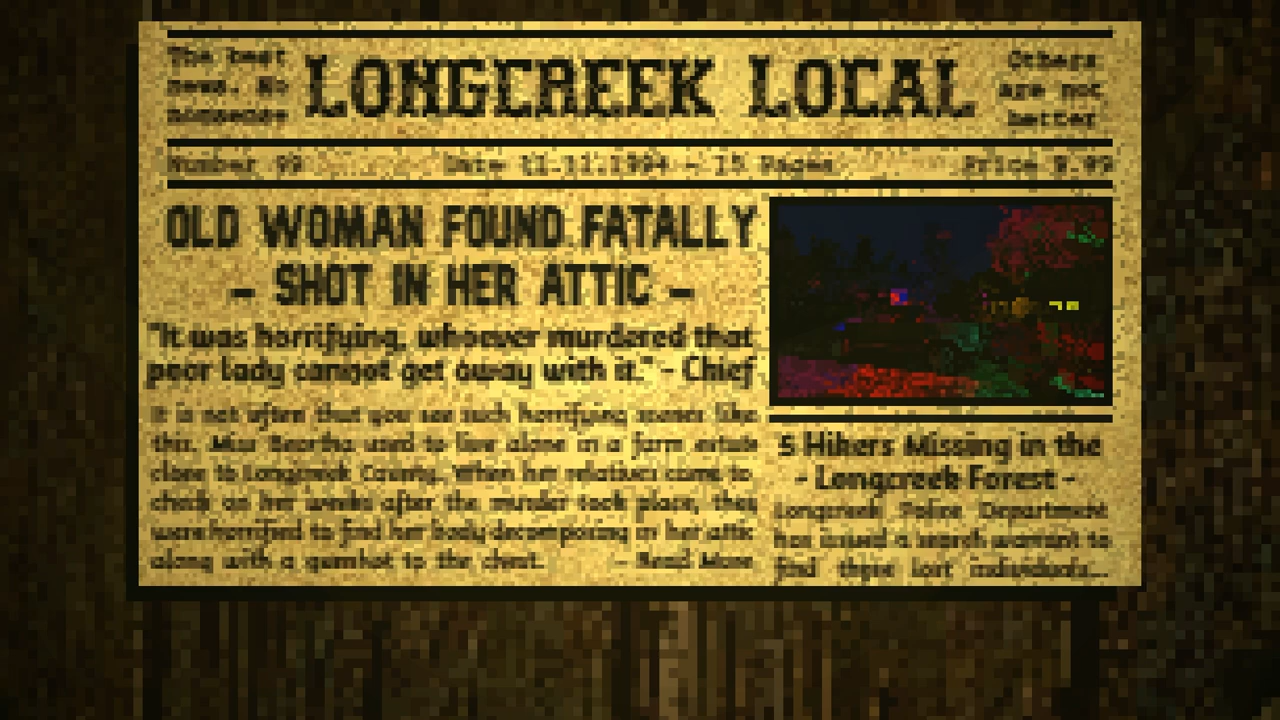 The best
news. No
nonsense
LONGCREEK LOCAL
Others
are not
better
Number 99
Date 11.11.1994 - 15 Pages
Price 9.99
OLD WOMAN FOUND FATALLY
- SHOT IN HER ATTIC -
"It was horrifying, whoever murdered that
poor lady cannot get away with it." - Chief
It is not often that you see such horrifying scenes like
this. Miss Beartha used to live alone in a farm estate
close to Longcreek County. When her relatives came to
check on her weeks after the murder took place, they
were horrified to find her body decomposing in her attic
along with a gunshot to the chest. - Read More
5 Hikers Missing in the
- Longcreek Forest -
Longcreek Police Department
has issued a search warrant to
find these lost individuals...